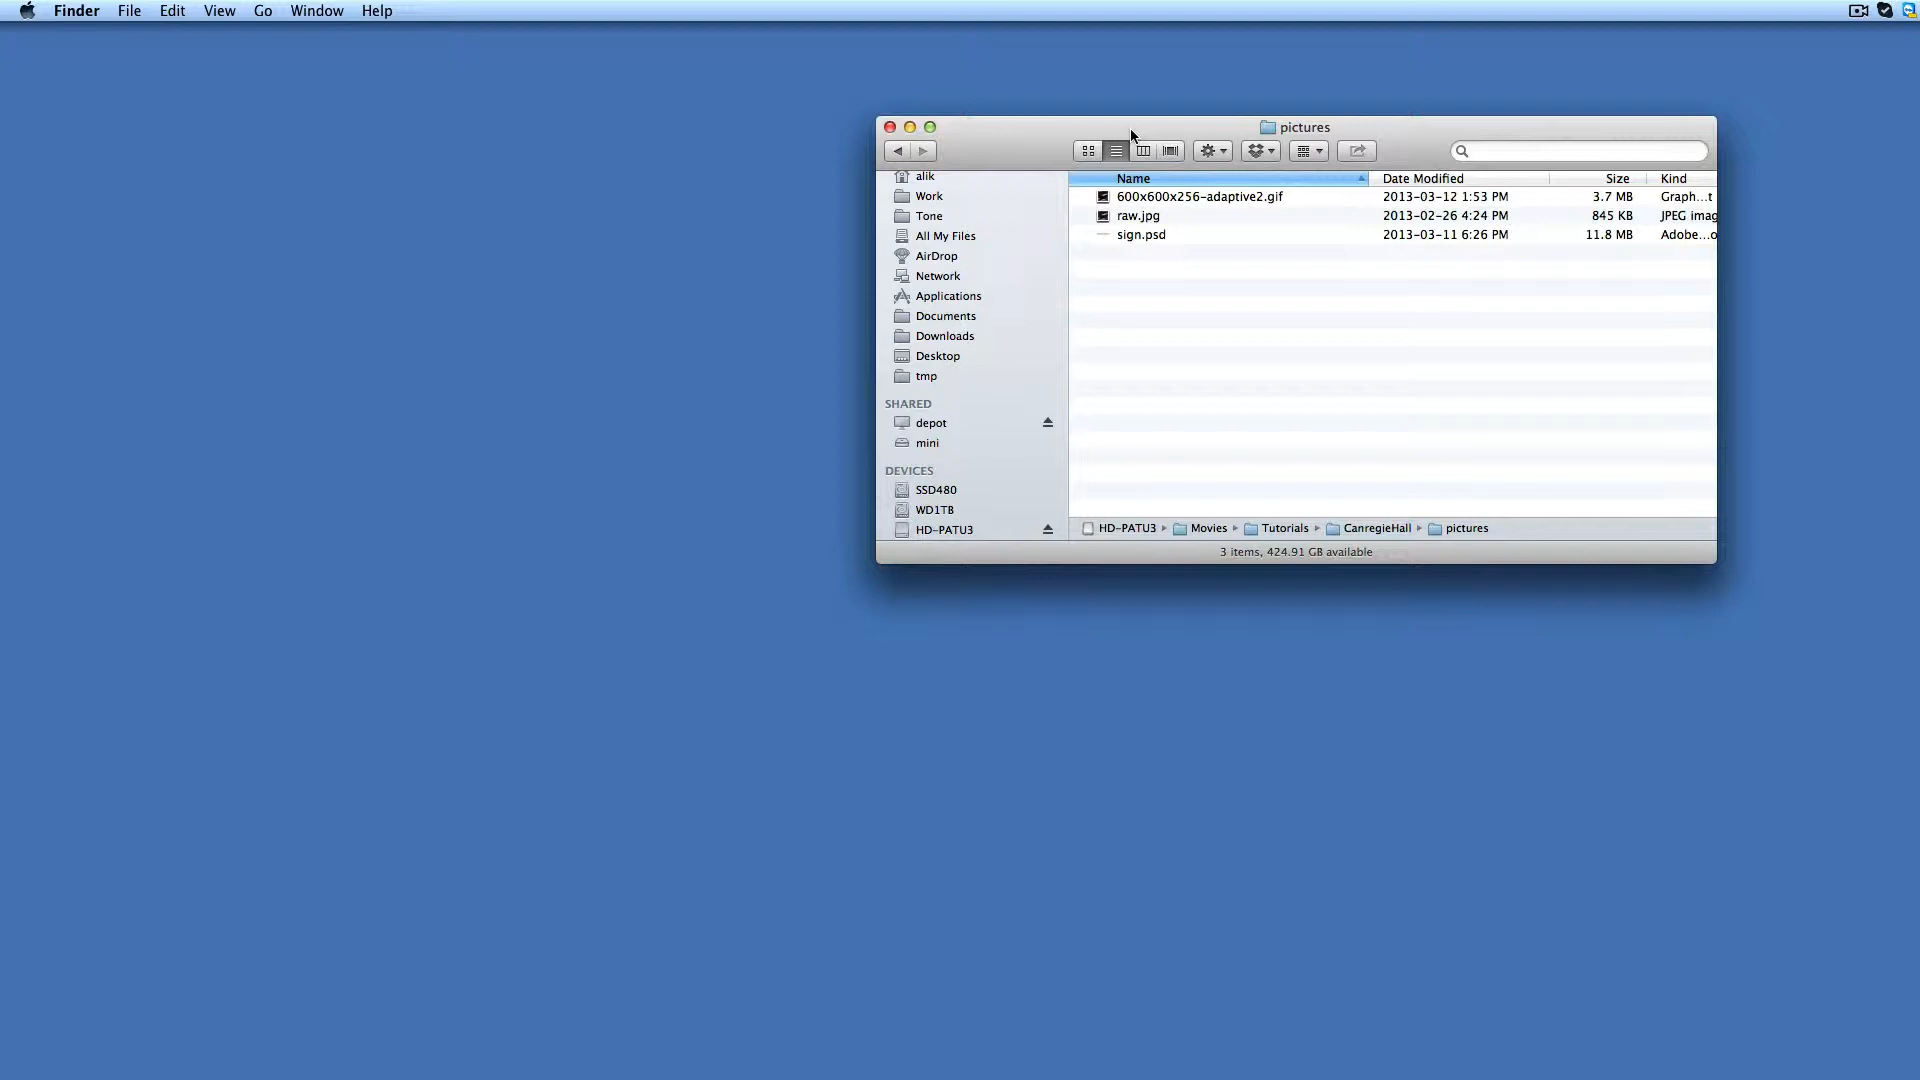 Finder File Edit View Go Window Help
pictures
Name Date Modified Size Kind
600x600x256-adaptive2.gif 2013-03-12 1:53 PM 3.7 MB Graph...t
raw.jpg 2013-02-26 4:24 PM 845 KB JPEG imag
sign.psd 2013-03-11 6:26 PM 11.8 MB Adobe...o
alik
Work
Tone
All My Files
AirDrop
Network
Applications
Documents
Downloads
Desktop
tmp
SHARED
depot
mini
DEVICES
SSD480
WD1TB
HD-PATU3
HD-PATU3 Movies Tutorials CanregieHall pictures
3 items, 424.91 GB available